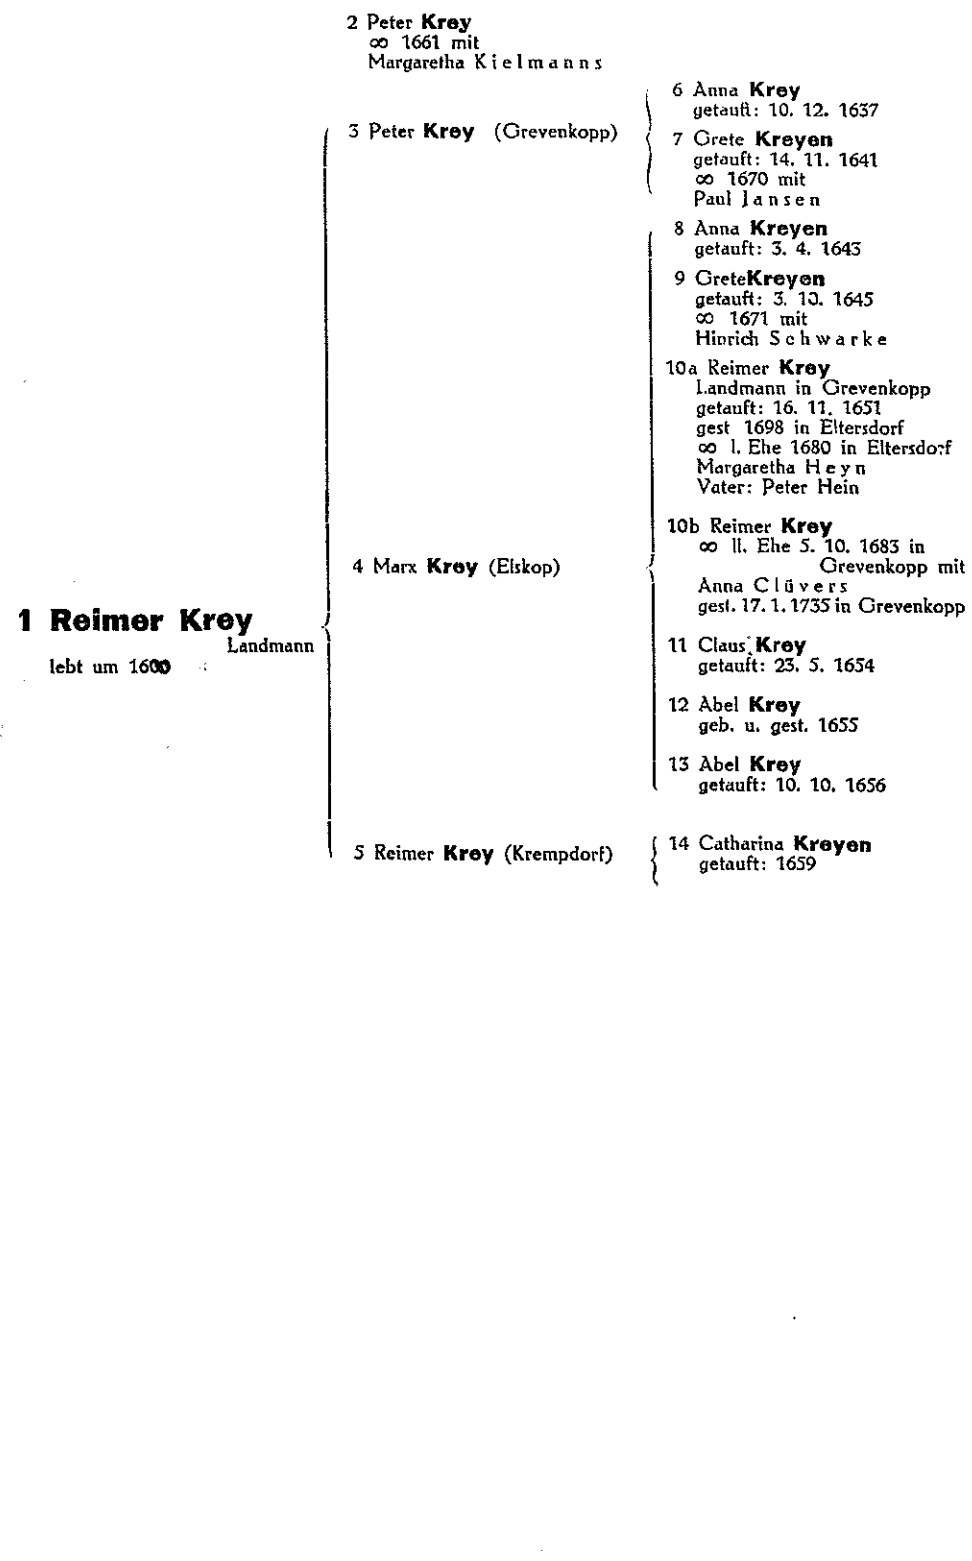 2 Peter Krey
∞ 1661 mit
Margaretha Kielmanns
3 Peter Krey (Grevenkopp)
6 Anna Krey
getauft: 10. 12. 1637
7 Grete Kreyen
getauft: 14. 11. 1641
∞ 1670 mit
Paul Jansen
8 Anna Kreyen
getauft: 3. 4. 1643
9 Grete Kreyen
getauft: 3. 10. 1645
∞ 1671 mit
Hinrich Schwarke
10a Reimer Krey
Landmann in Grevenkopp
getauft: 16. 11. 1651
gest 1698 in Eltersdorf
∞ I. Ehe 1680 in Eltersdorf
Margaretha Heyn
Vater: Peter Hein
4 Marx Krey (Elskop)
10b Reimer Krey
∞ II. Ehe 5. 10. 1683 in
Grevenkopp mit
Anna Clüvers
gest. 17. 1. 1735 in Grevenkopp
1 Reimer Krey
Landmann
lebt um 1600
11 Claus Krey
getauft: 23. 5. 1654
12 Abel Krey
geb. u. gest. 1655
13 Abel Krey
getauft: 10. 10. 1656
5 Reimer Krey (Krempdorf)
14 Catharina Kreyen
getauft: 1659